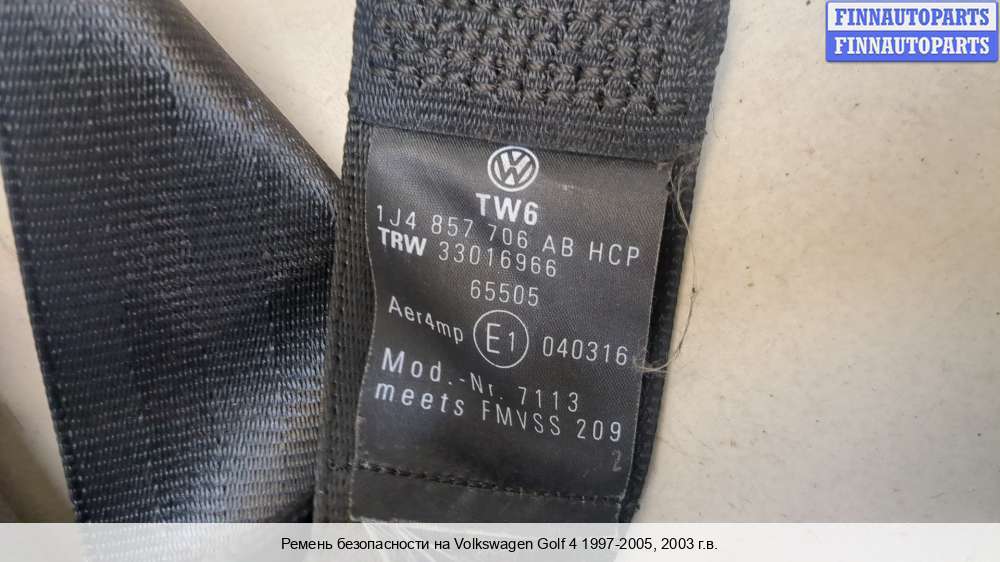 FINNAUTOPARTS
FINNAUTOPARTS
TW6
1J4 857 706 AB HCP
TRW 33016966
65505
Aer4mp E1 040316
Mod.-Nr. 7113
meets FMVSS 209
2
Ремень безопасности на Volkswagen Golf 4 1997-2005, 2003 г.в.